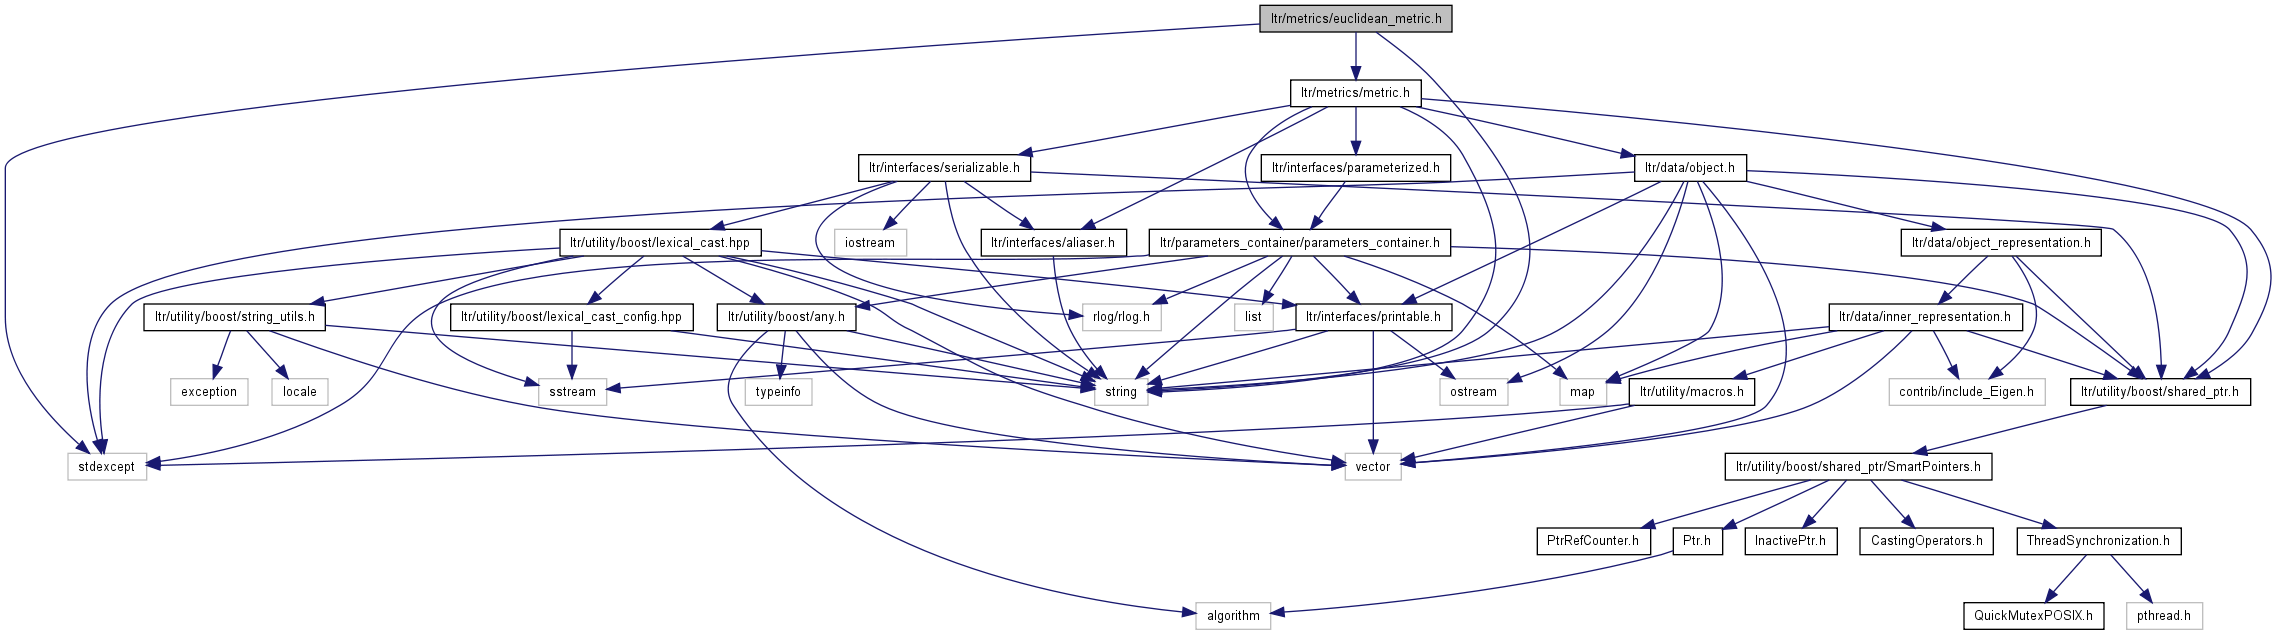 ltr/metrics/euclidean_metric.h
ltr/metrics/metric.h
ltr/interfaces/serializable.h
ltr/interfaces/parameterized.h
ltr/data/object.h
ltr/utility/boost/lexical_cast.hpp
iostream
ltr/interfaces/aliaser.h
ltr/parameters_container/parameters_container.h
ltr/data/object_representation.h
ltr/utility/boost/string_utils.h
ltr/utility/boost/lexical_cast_config.hpp
ltr/utility/boost/any.h
rlog/rlog.h
list
ltr/interfaces/printable.h
ltr/data/inner_representation.h
exception
locale
sstream
typeinfo
string
ostream
map
ltr/utility/macros.h
contrib/include_Eigen.h
ltr/utility/boost/shared_ptr.h
stdexcept
vector
ltr/utility/boost/shared_ptr/SmartPointers.h
PtrRefCounter.h
Ptr.h
InactivePtr.h
CastingOperators.h
ThreadSynchronization.h
algorithm
QuickMutexPOSIX.h
pthread.h